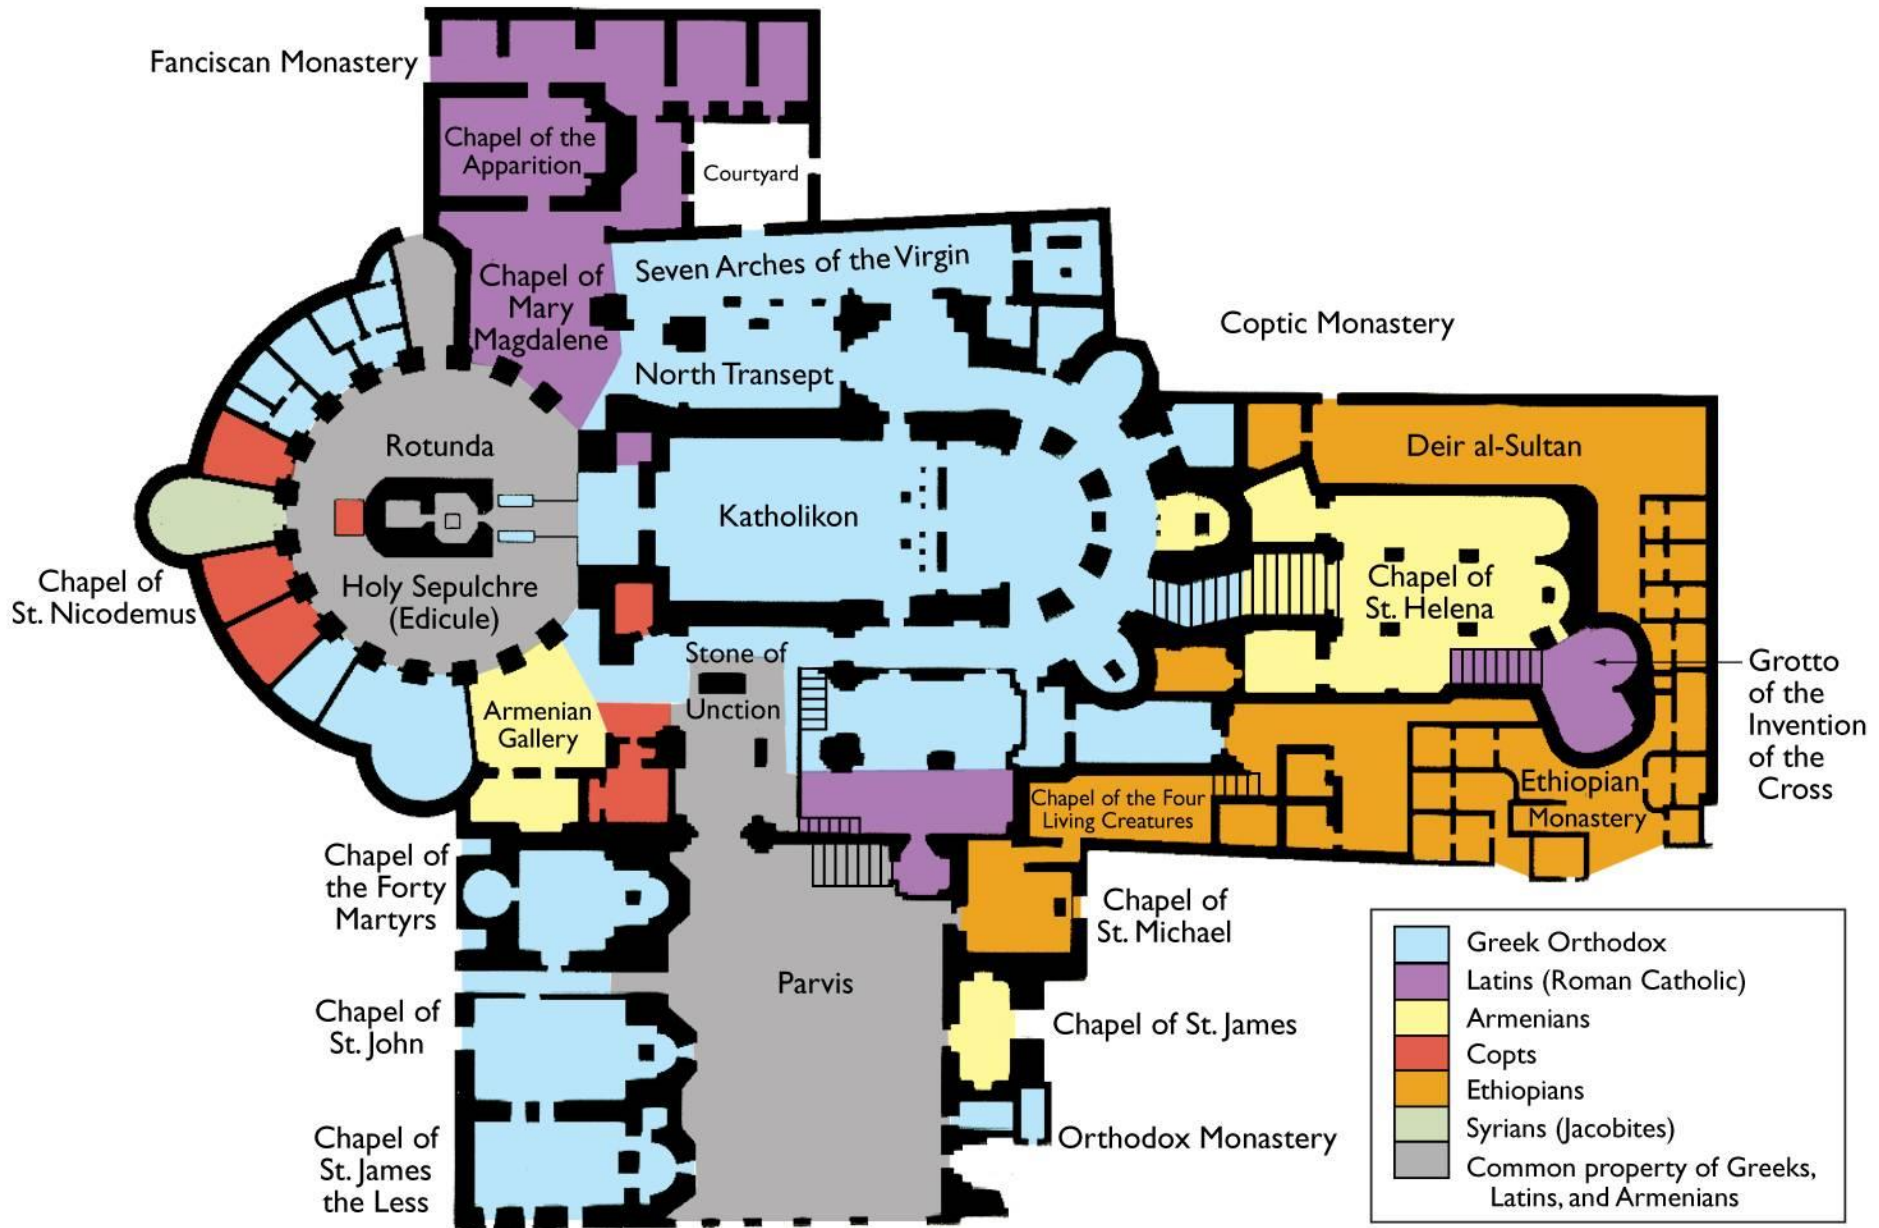 Fanciscan Monastery
Chapel of the
Apparition
Courtyard
Seven Arches of the Virgin
Chapel of
Mary
Magdalene
North Transept
Coptic Monastery
Rotunda
Deir al-Sultan
Katholikon
Holy Sepulchre
(Edicule)
Chapel of
St. Nicodemus
Chapel of
St. Helena
Stone of
Unction
Armenian
Gallery
Grotto
of the
Invention
of the
Cross
Chapel of the Four
Living Creatures
Ethiopian
Monastery
Chapel of
the Forty
Martyrs
Chapel of
St. Michael
Parvis
Chapel of
St. John
Chapel of St. James
Chapel of
St. James
the Less
Orthodox Monastery
Greek Orthodox
Latins (Roman Catholic)
Armenians
Copts
Ethiopians
Syrians (Jacobites)
Common property of Greeks,
Latins, and Armenians